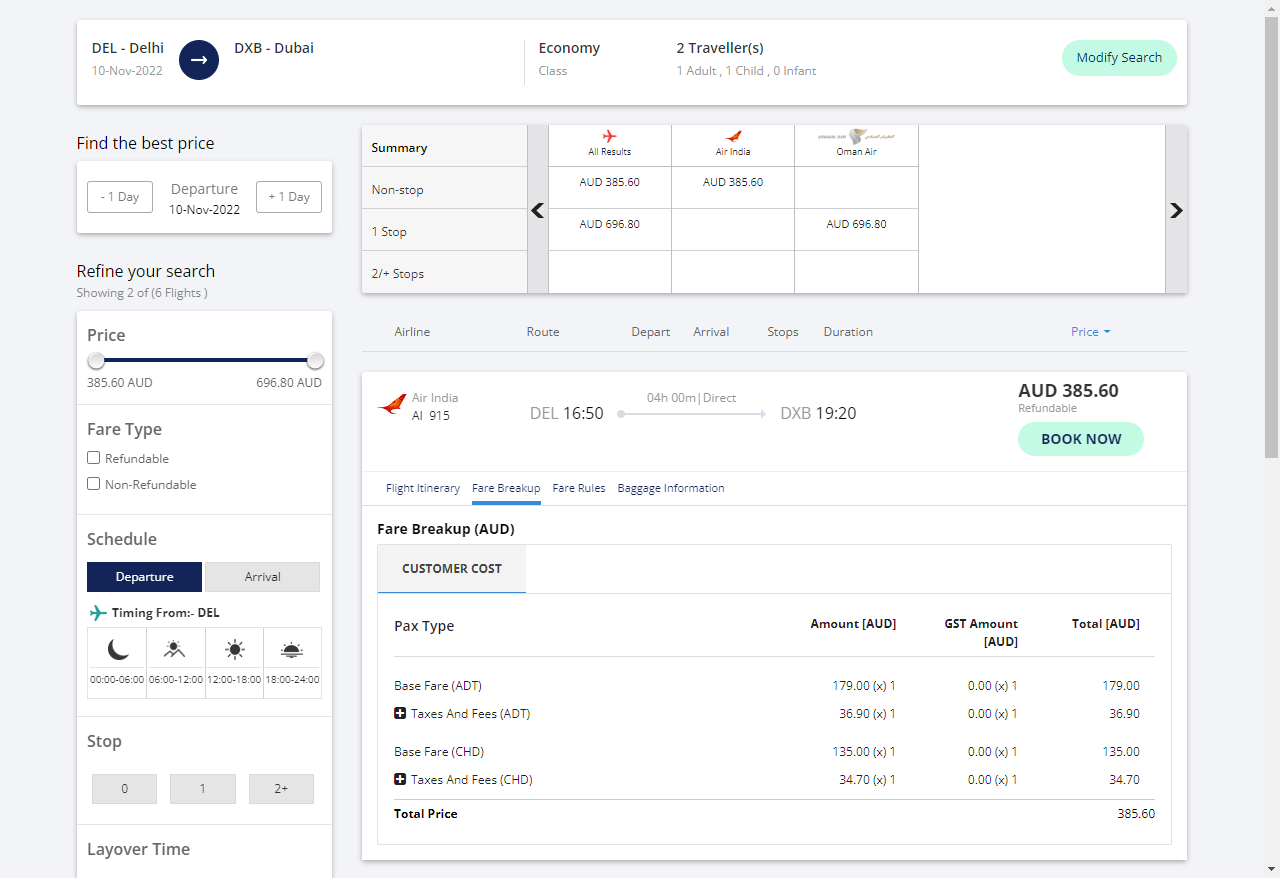 DEL - Delhi
10-Nov-2022
DXB - Dubai
Economy
Class
2 Traveller(s)
1 Adult , 1 Child , 0 Infant
Modify Search
Find the best price
- 1 Day
Departure
10-Nov-2022
+ 1 Day
Refine your search
Showing 2 of (6 Flights )
Price
385.60 AUD 696.80 AUD
Fare Type
Refundable
Non-Refundable
Schedule
Departure Arrival
Timing From:- DEL
00:00-06:00 06:00-12:00 12:00-18:00 18:00-24:00
Stop
0 1 2+
Layover Time
Summary All Results Air India Oman Air
Non-stop AUD 385.60 AUD 385.60
1 Stop AUD 696.80 AUD 696.80
2/+ Stops
Airline Route Depart Arrival Stops Duration Price
Air India
AI 915
DEL 16:50
04h 00m|Direct
DXB 19:20
AUD 385.60
Refundable
BOOK NOW
Flight Itinerary Fare Breakup Fare Rules Baggage Information
Fare Breakup (AUD)
CUSTOMER COST
Pax Type Amount [AUD] GST Amount [AUD] Total [AUD]
Base Fare (ADT) 179.00 (x) 1 0.00 (x) 1 179.00
Taxes And Fees (ADT) 36.90 (x) 1 0.00 (x) 1 36.90
Base Fare (CHD) 135.00 (x) 1 0.00 (x) 1 135.00
Taxes And Fees (CHD) 34.70 (x) 1 0.00 (x) 1 34.70
Total Price 385.60